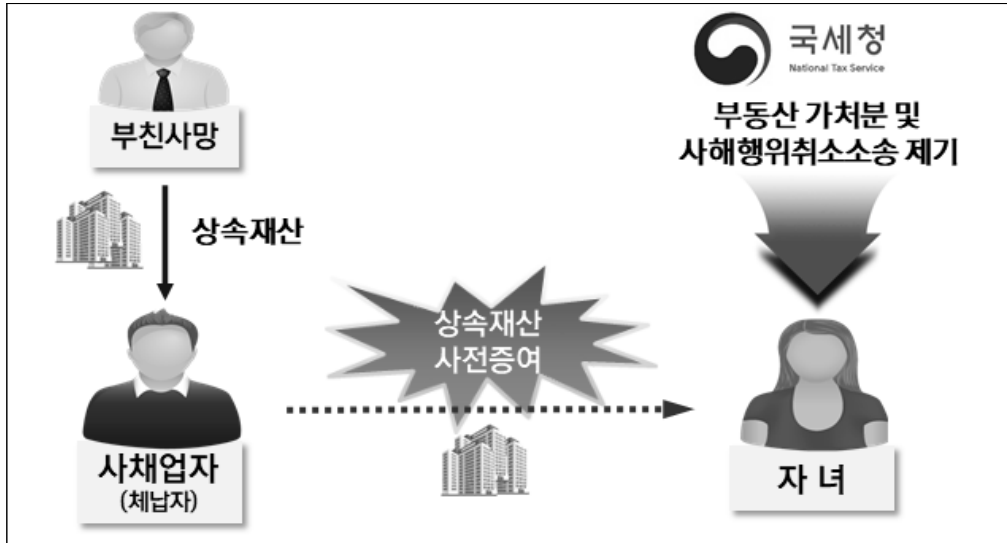 부친사망
상속재산
사채업자
(체납자)
상속재산
사전증여
국세청
National Tax Service
부동산 가처분 및
사해행위취소소송 제기
자 녀